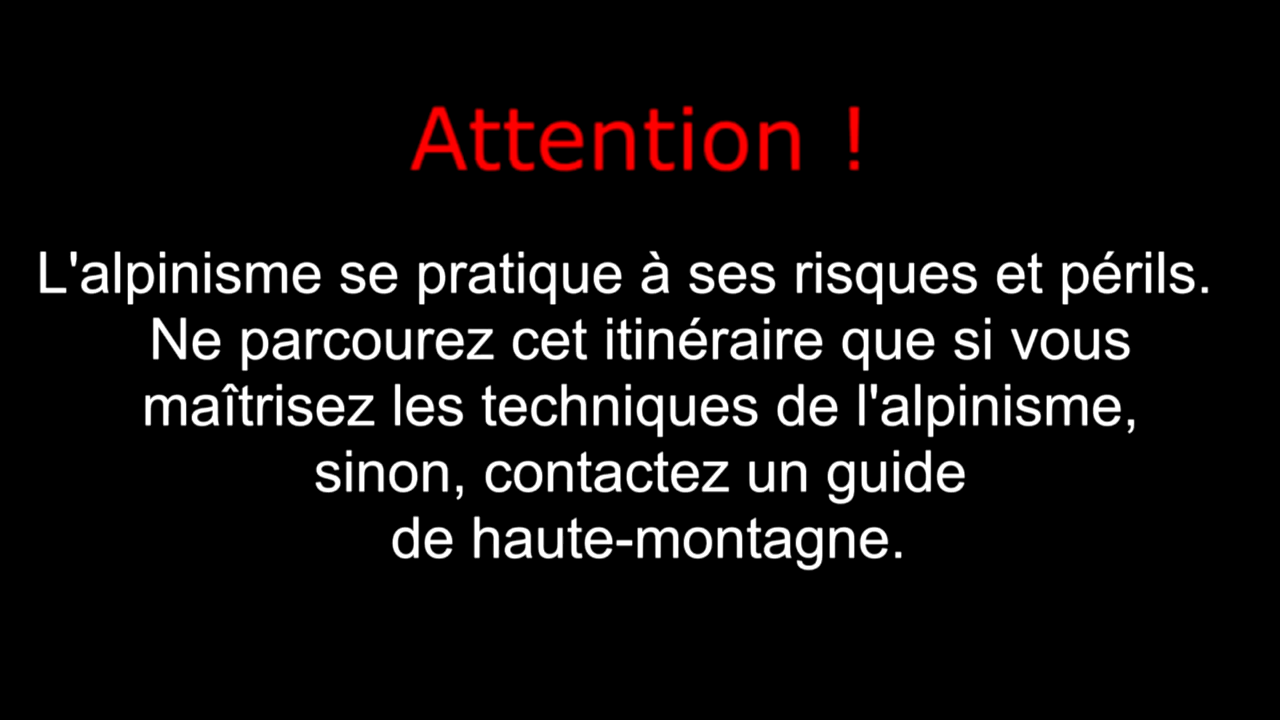 Attention !
L'alpinisme se pratique à ses risques et périls.
Ne parcourez cet itinéraire que si vous
maîtrisez les techniques de l'alpinisme,
sinon, contactez un guide
de haute-montagne.